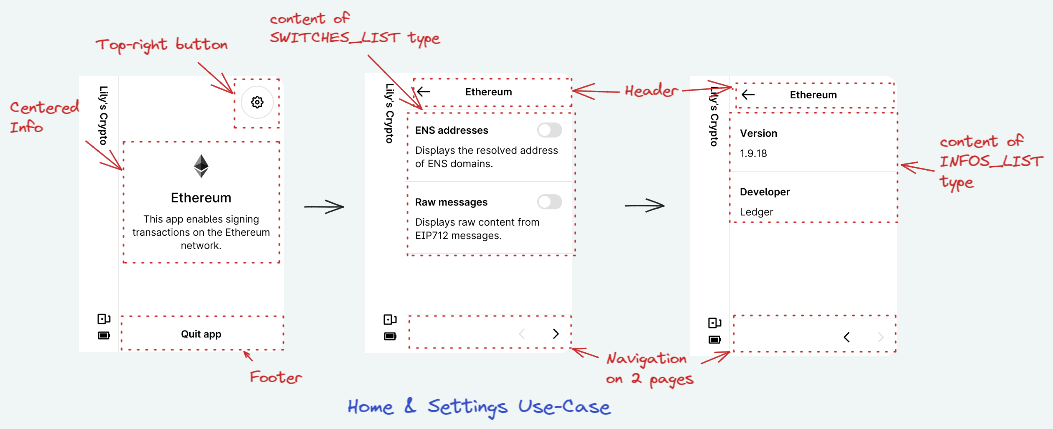 content of
SWITCHES_LIST type
Top-right button
Centered
Info
Lily's Crypto
Ethereum
This app enables signing
transactions on the Ethereum
network.
Quit app
Footer
Lily's Crypto
Ethereum
ENS addresses
Displays the resolved address
of ENS domains.
Raw messages
Displays raw content from
EIP712 messages.
Header
Lily's Crypto
Ethereum
Version
1.9.18
Developer
Ledger
content of
INFOS_LIST
type
Navigation
on 2 pages
Home & Settings Use-Case